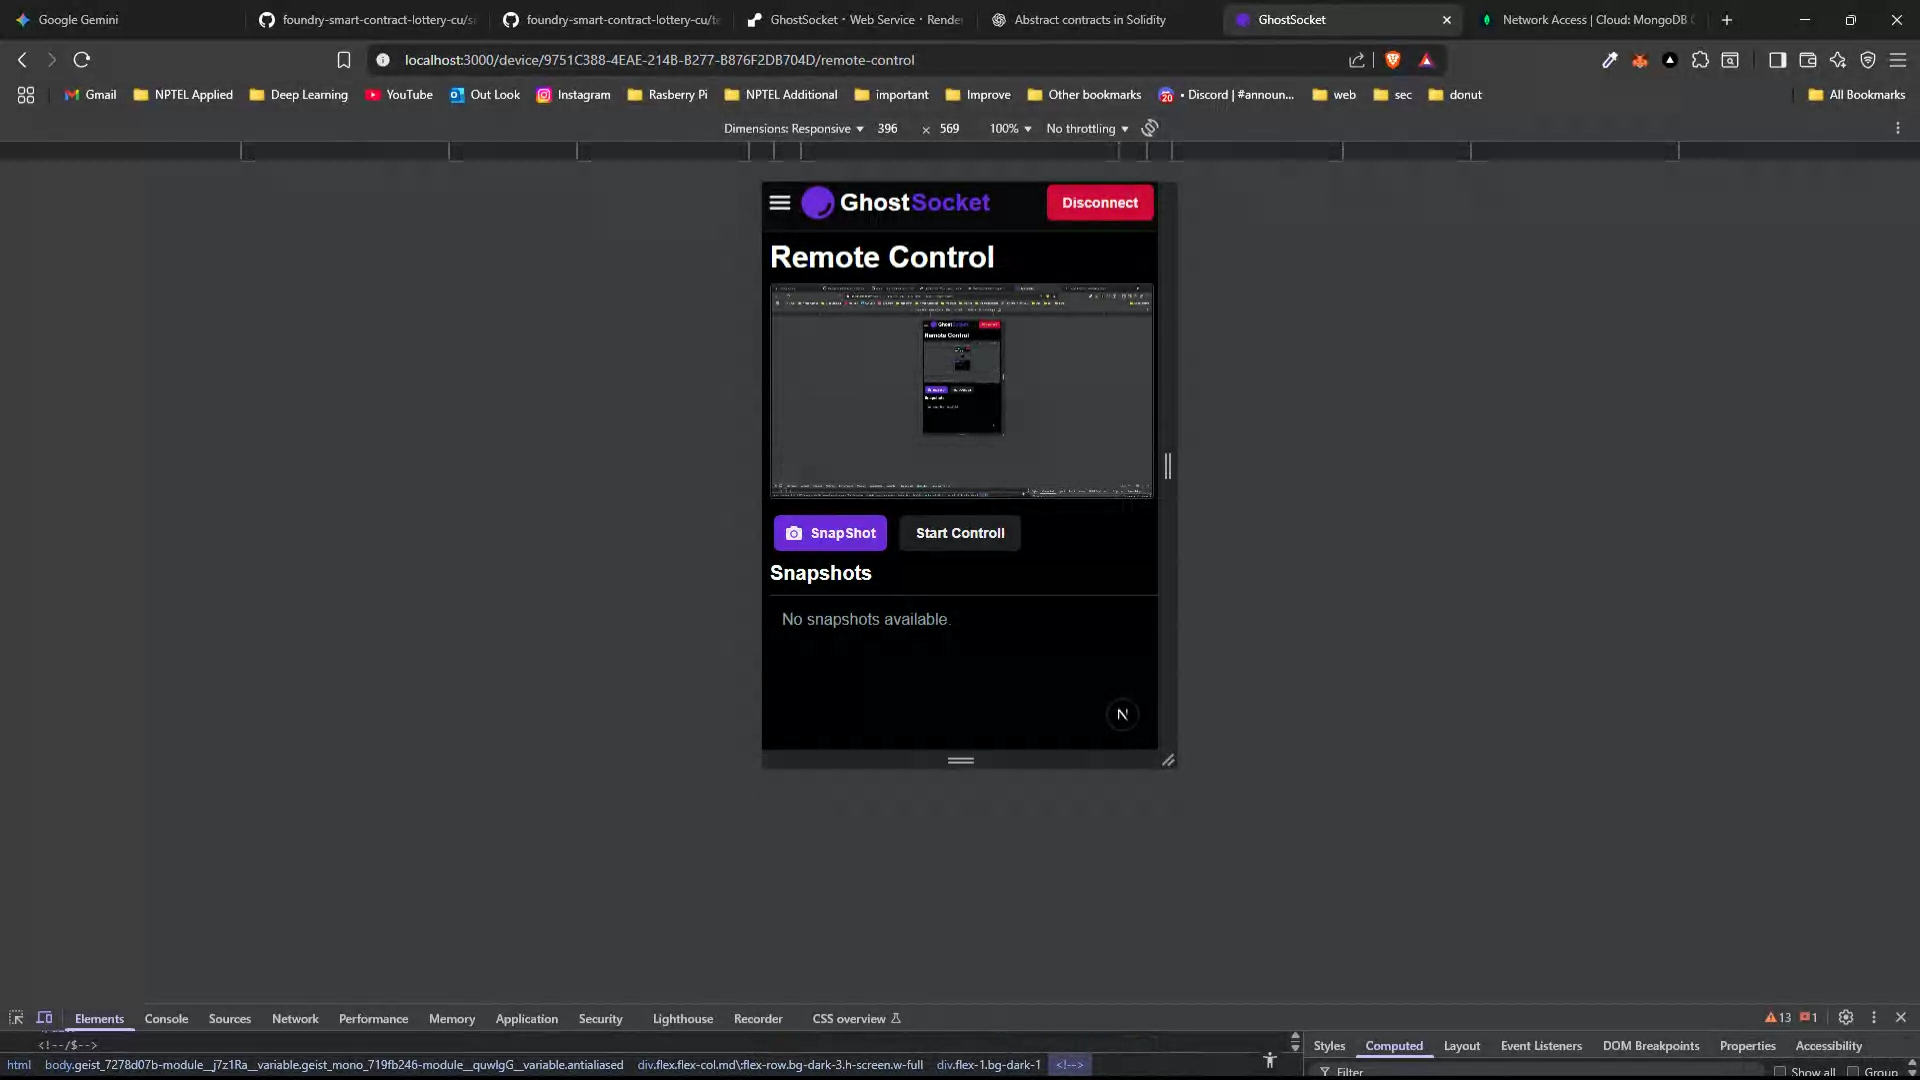 Google Gemini
foundry-smart-contract-lottery-cu/s
foundry-smart-contract-lottery-cu/te
GhostSocket · Web Service · Rende
Abstract contracts in Solidity
GhostSocket
Network Access | Cloud: MongoDB C
localhost:3000/device/9751C388-4EAE-214B-B277-B876F2DB704D/remote-control
Gmail
NPTEL Applied
Deep Learning
YouTube
Out Look
Instagram
Rasberry Pi
NPTEL Additional
important
Improve
Other bookmarks
20
• Discord | #announ...
web
sec
donut
All Bookmarks
Dimensions: Responsive
396 × 569
100%
No throttling
GhostSocket
Disconnect
Remote Control
GhostSocket
Remote Control
SnapShot
Start Controll
Snapshots
No snapshots available.
N
Elements
Console
Sources
Network
Performance
Memory
Application
Security
Lighthouse
Recorder
CSS overview
13
1
<!--/$-->
Styles
Computed
Layout
Event Listeners
DOM Breakpoints
Properties
Accessibility
html
body.geist_7278d07b-module__j7z1Ra__variable.geist_mono_719fb246-module__quwlgG__variable.antialiased
div.flex.flex-col.md\:flex-row.bg-dark-3.h-screen.w-full
div.flex-1.bg-dark-1
<!-->
Filter
Show all
Group